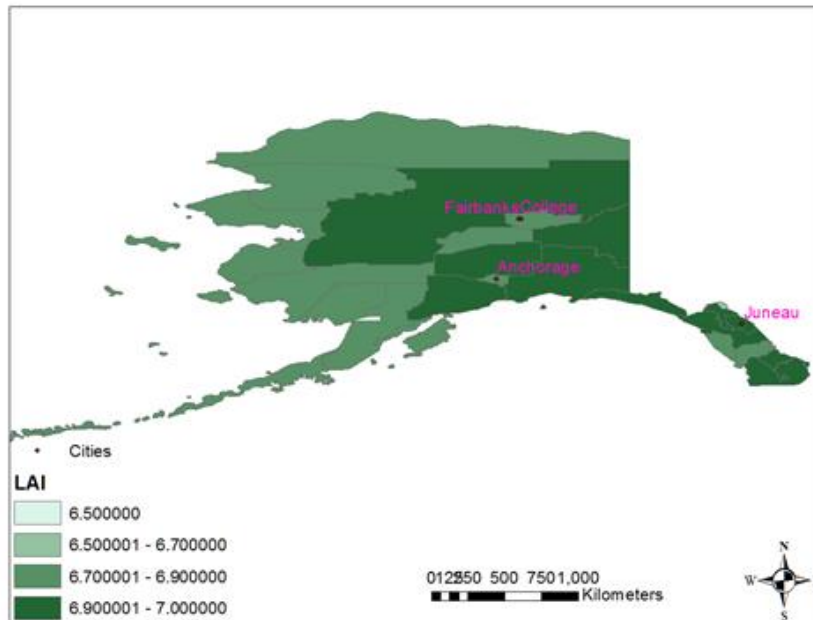 FairbanksCollege
Anchorage
Juneau
Cities
LAI
6.500000
6.500001 - 6.700000
6.700001 - 6.900000
6.900001 - 7.000000
0125250 500 7501,000
Kilometers
N
W E
S